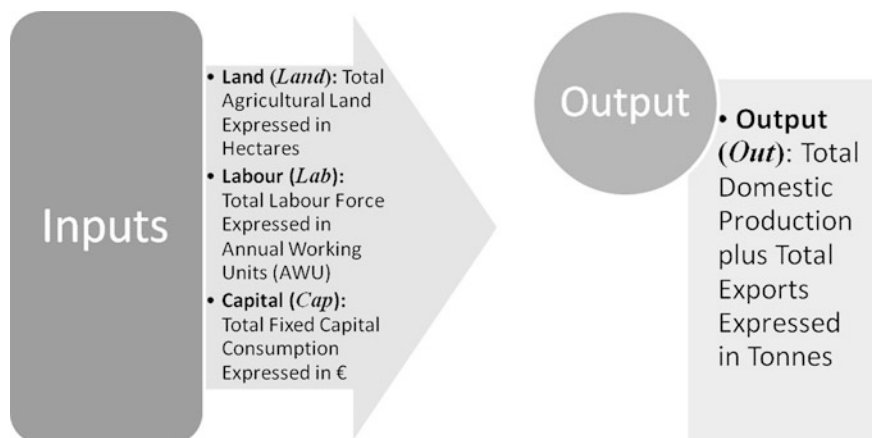 Inputs
• Land (Land): Total
Agricultural Land
Expressed in
Hectares
• Labour (Lab):
Total Labour Force
Expressed in
Annual Working
Units (AWU)
• Capital (Cap):
Total Fixed Capital
Consumption
Expressed in €
Output
• Output
(Out): Total
Domestic
Production
plus Total
Exports
Expressed
in Tonnes